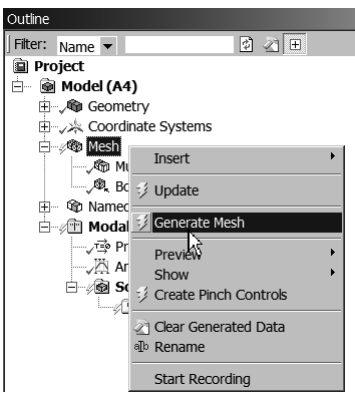 Outline
Filter: Name
Project
Model (A4)
Geometry
Coordinate Systems
Mesh
Insert
Update
Generate Mesh
Preview
Show
Create Pinch Controls
Clear Generated Data
Rename
Start Recording